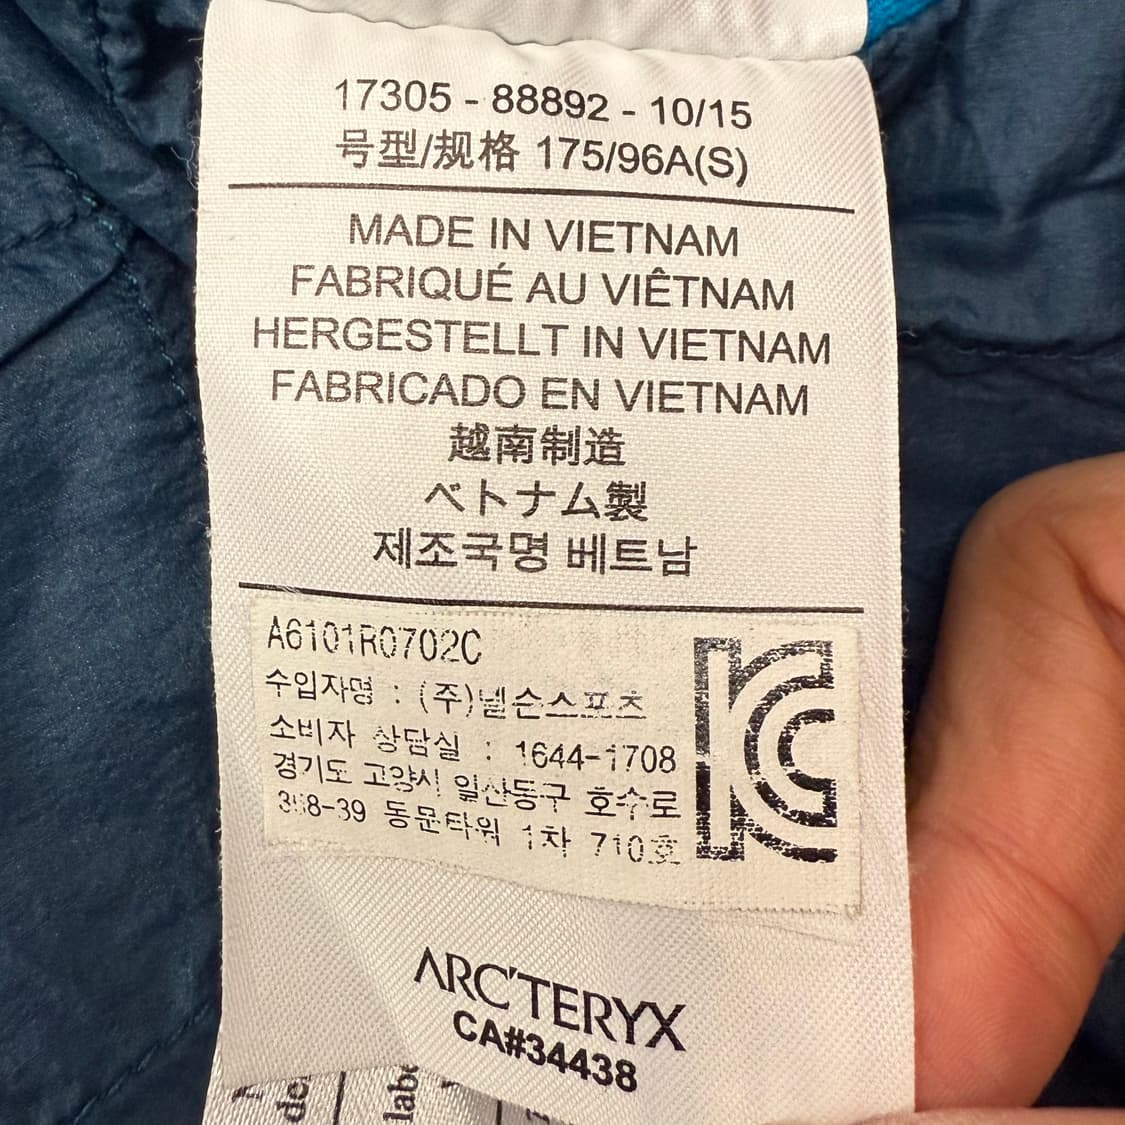 17305 - 88892 - 10/15
号型/规格 175/96A(S)
MADE IN VIETNAM
FABRIQUÉ AU VIÊTNAM
HERGESTELLT IN VIETNAM
FABRICADO EN VIETNAM
越南制造
ベトナム製
제조국명 베트남
A6101R0702C
수입자명 : (주)넬슨스포츠
소비자 상담실 : 1644-1708
경기도 고양시 일산동구 호수로
358-39 동문타워 1차 710호
KC
ARC'TERYX
CA#34438